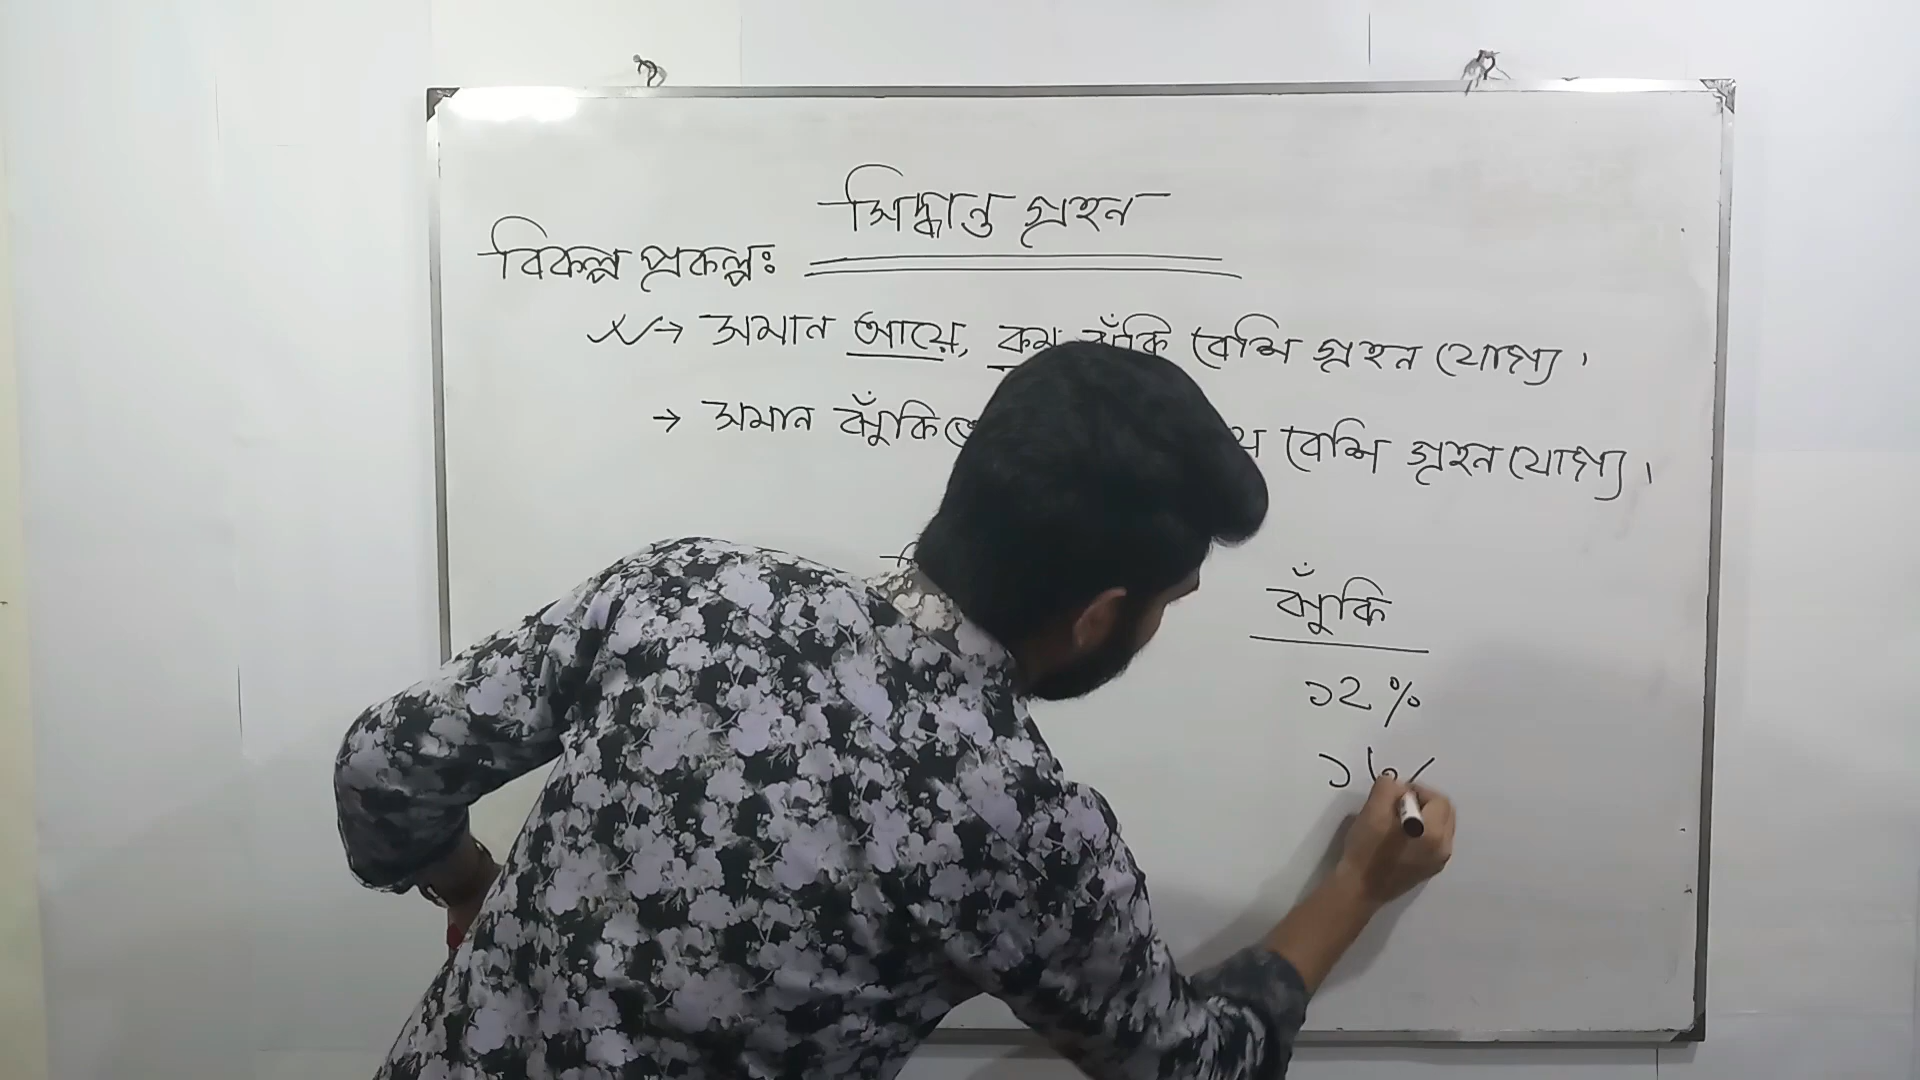 সিদ্ধান্ত গ্রহন
বিকল্প প্রকল্পঃ
→ সমান আয়ে, কম ঝুঁকি বেশি গ্রহন যোগ্য।
→ সমান ঝুঁকিতে বেশি গ্রহন যোগ্য।
ঝুঁকি
১২%